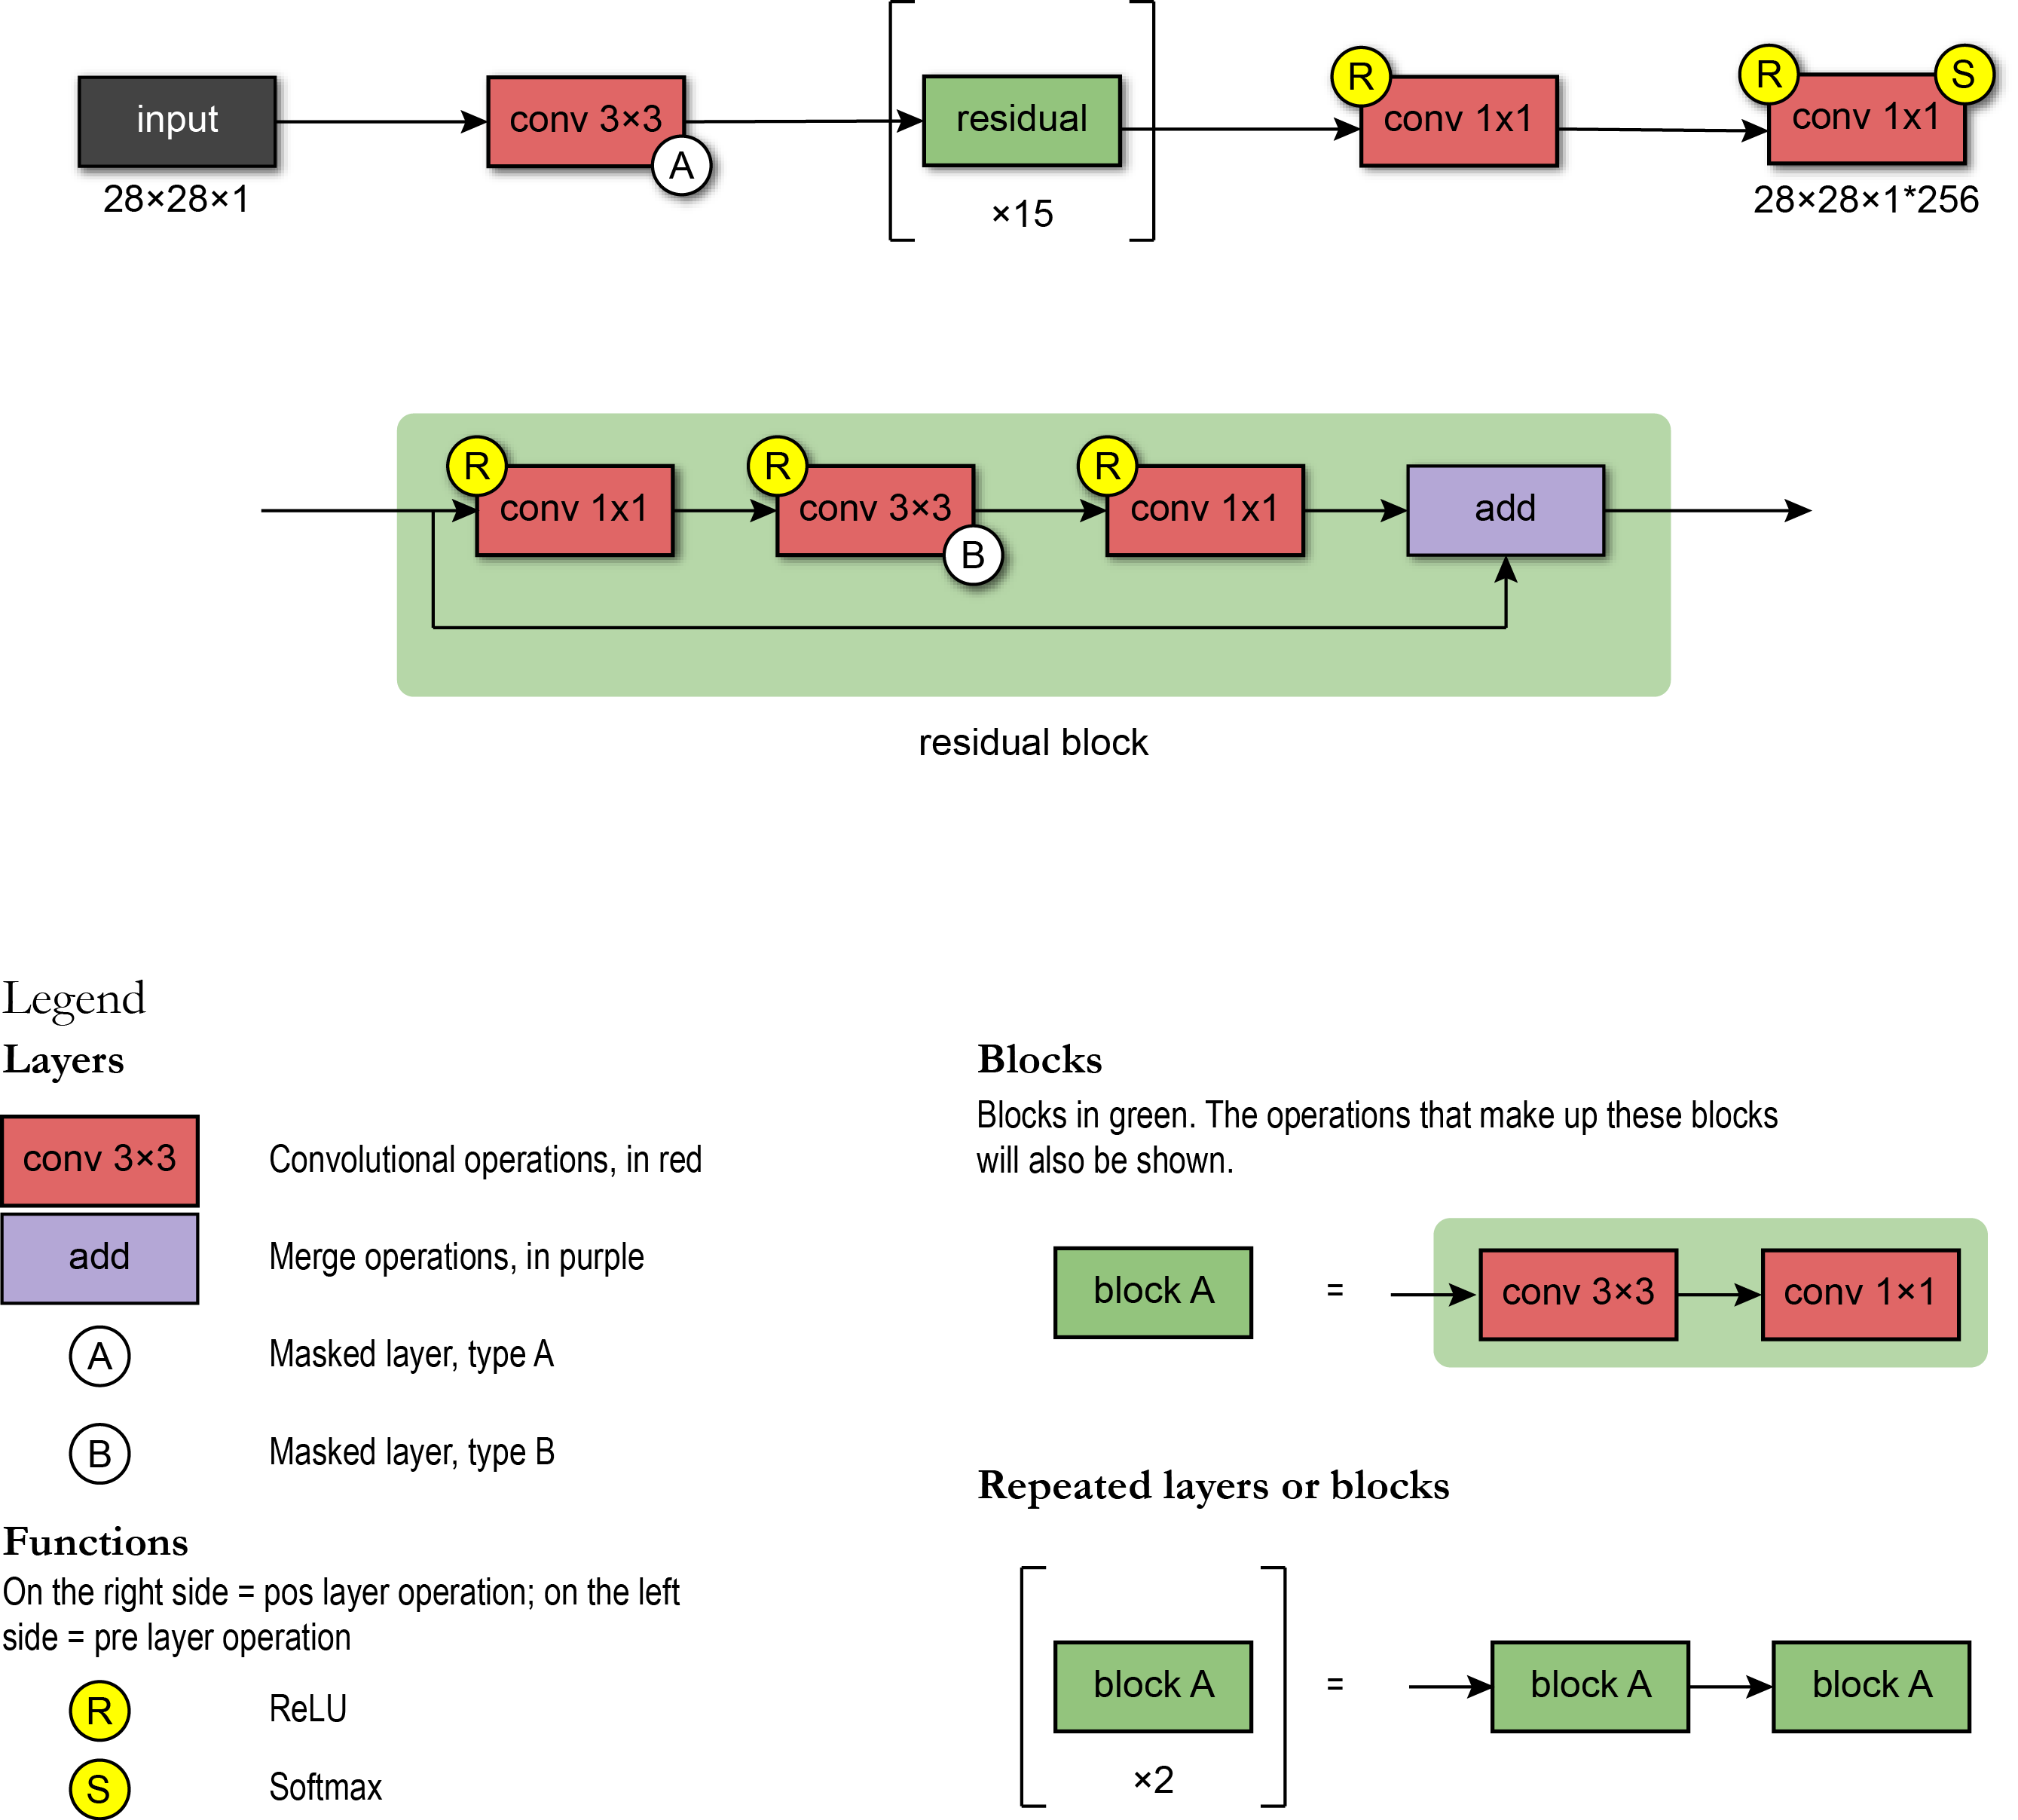 input
28×28×1
conv 3×3
A
residual
×15
R
conv 1x1
R
S
conv 1x1
28×28×1*256
R
conv 1x1
R
conv 3×3
B
R
conv 1x1
add
residual block
Legend
Layers
conv 3×3
Convolutional operations, in red
add
Merge operations, in purple
A
Masked layer, type A
B
Masked layer, type B
Functions
On the right side = pos layer operation; on the left
side = pre layer operation
R
ReLU
S
Softmax
Blocks
Blocks in green. The operations that make up these blocks
will also be shown.
block A
=
conv 3×3
conv 1×1
Repeated layers or blocks
block A
×2
=
block A
block A